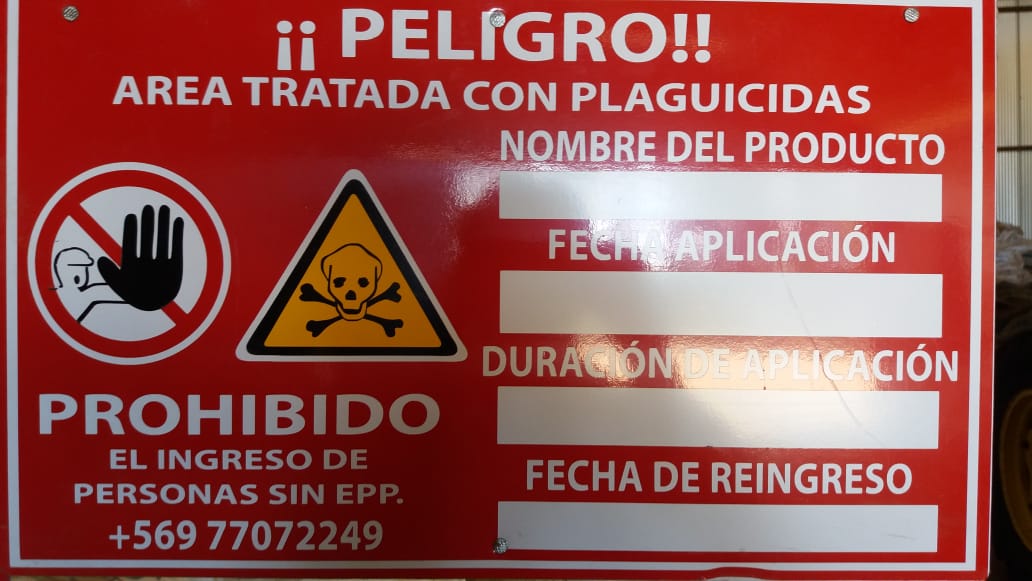 ¡¡ PELIGRO!!
AREA TRATADA CON PLAGUICIDAS
NOMBRE DEL PRODUCTO
FECHA APLICACIÓN
DURACIÓN DE APLICACIÓN
FECHA DE REINGRESO
PROHIBIDO
EL INGRESO DE
PERSONAS SIN EPP.
+569 77072249